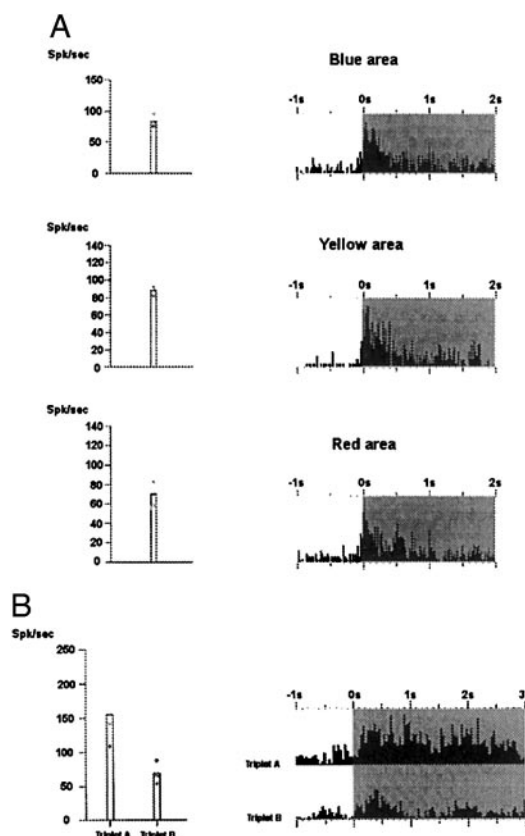 A
Spk/sec
Blue area
150
100
50
0
-1s 0s 1s 2s
Spk/sec
Yellow area
140
120
100
80
60
40
20
0
-1s 0s 1s 2s
Spk/sec
Red area
140
120
100
80
60
40
20
0
-1s 0s 1s 2s
B
Spk/sec
250
200
150
100
50
0
Triplet A Triplet B
-1s 0s 1s 2s 3
Triplet A
Triplet B